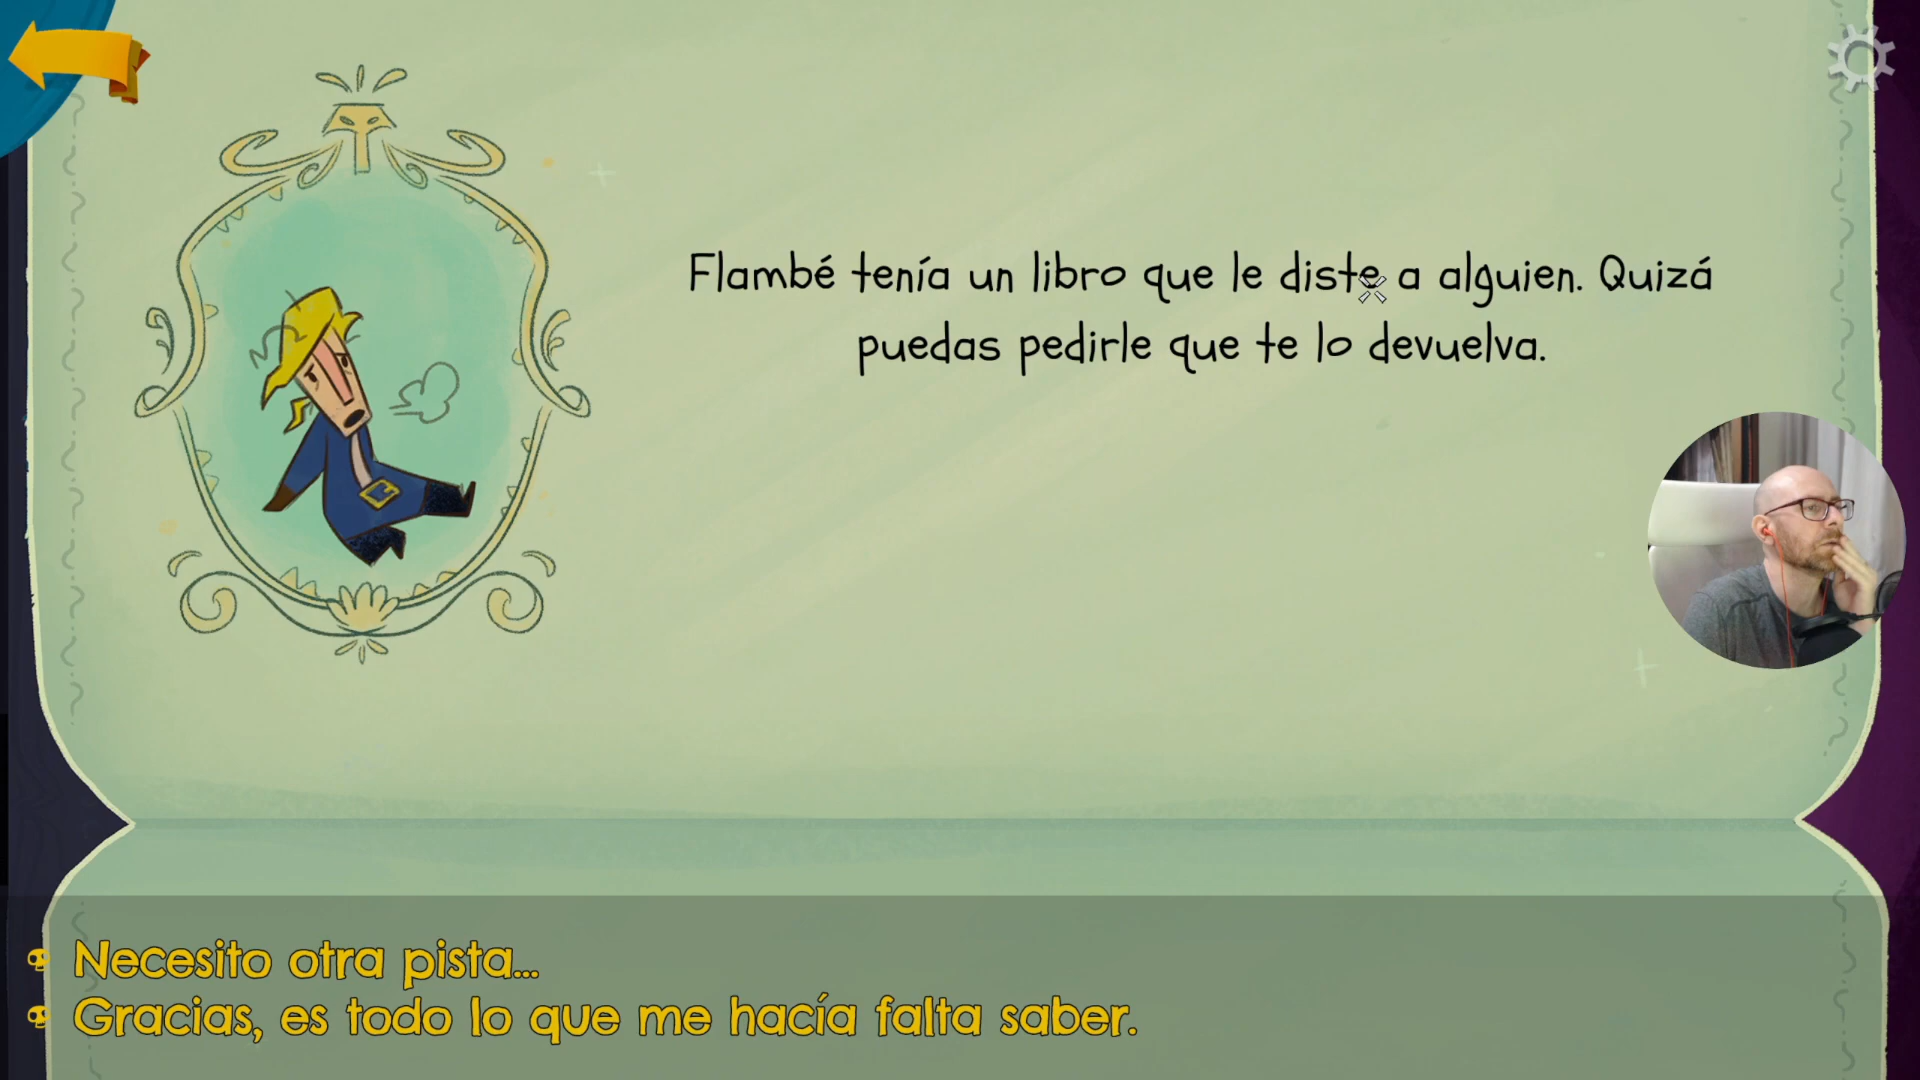 Flambé tenía un libro que le diste a alguien. Quizá
puedas pedirle que te lo devuelva.
Necesito otra pista...
Gracias, es todo lo que me hacía falta saber.